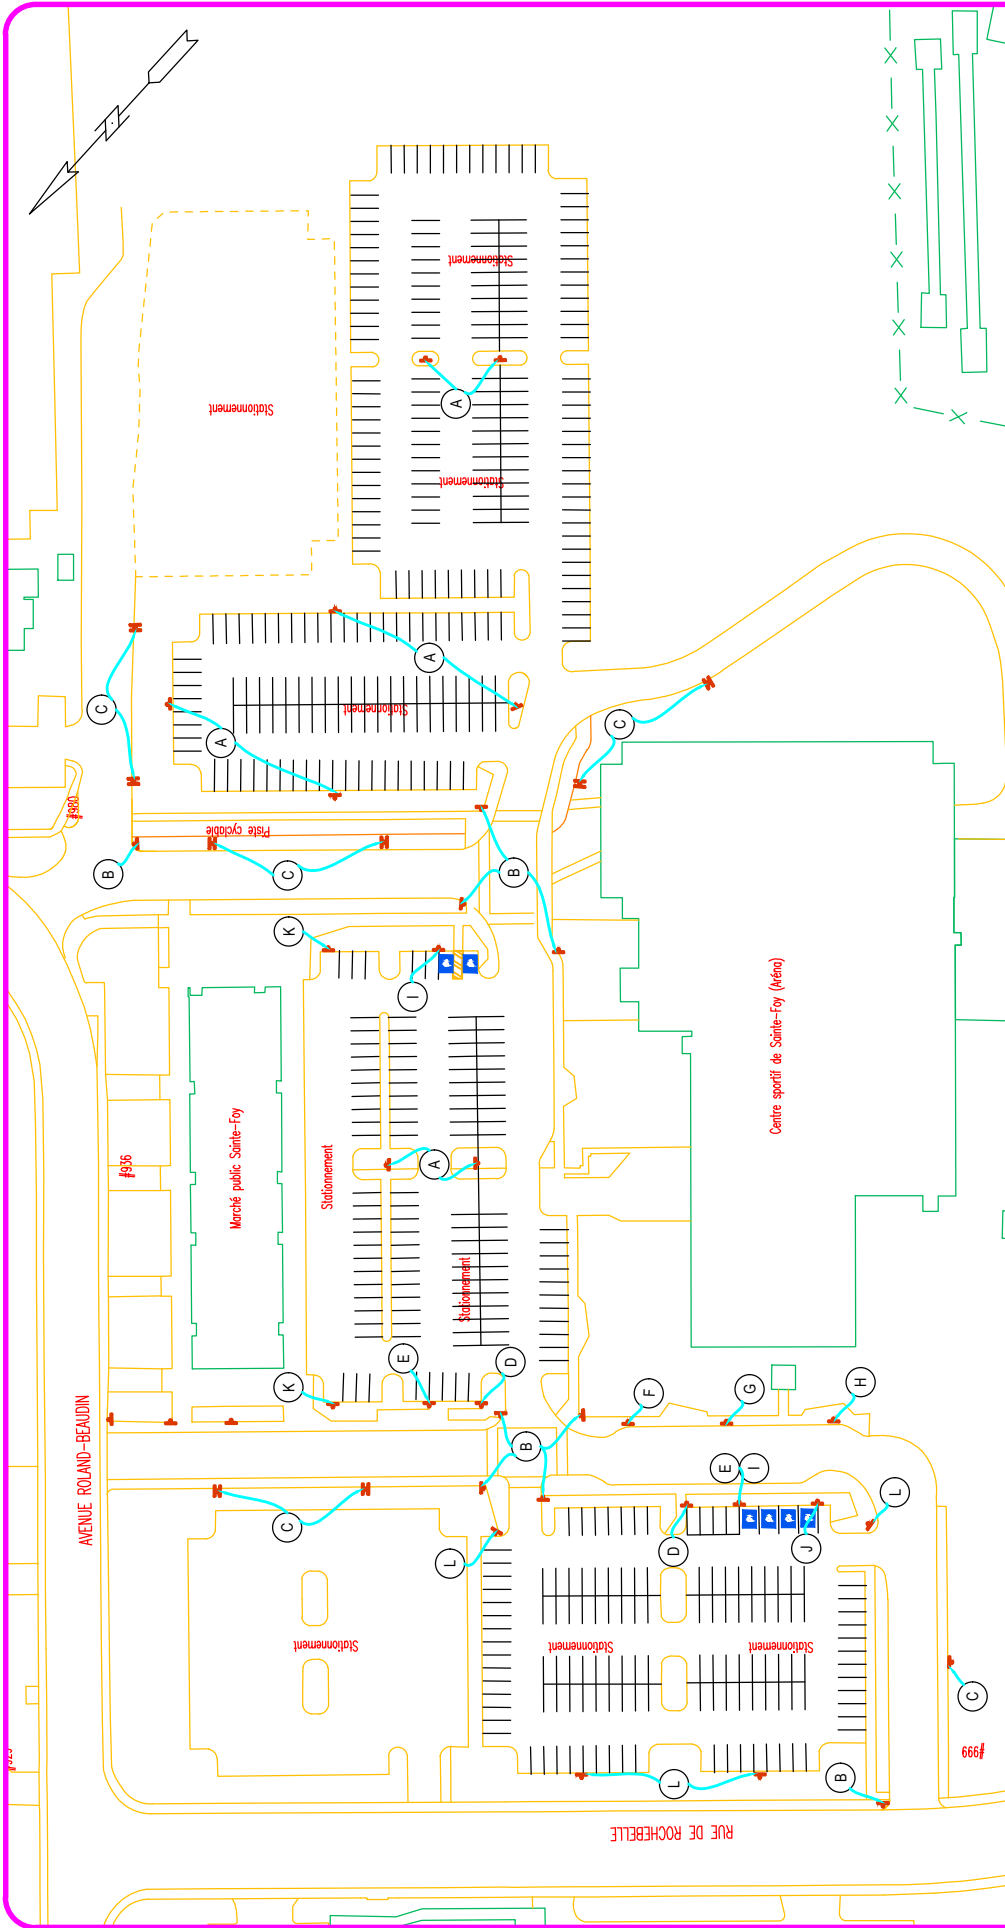 Stationnement
Stationnement
A
Stationnement
A
C
Stationnement
C
A
#980
Piste cyclable
B
C
B
K
Centre sportif de Sainte-Foy (Aréna)
I
#936
Marché public Sainte-Foy
Stationnement
A
Stationnement
E
D
K
F
G
H
AVENUE ROLAND-BEAUDIN
B
E
I
L
C
D
J
L
Stationnement
Stationnement
Stationnement
C
#999
L
B
RUE DE ROCHEBELLE